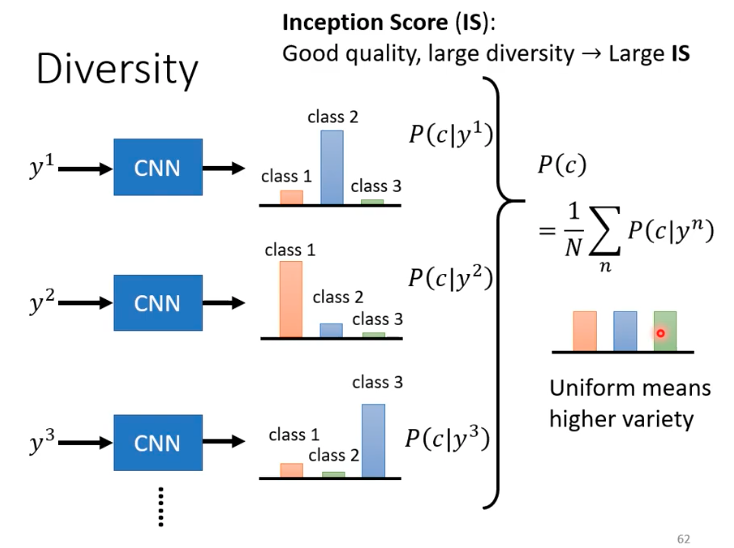 Inception Score (IS):
Good quality, large diversity → Large IS
Diversity
y¹
CNN
class 1
class 2
class 3
P(c|y¹)
y²
CNN
class 1
class 2
class 3
P(c|y²)
y³
CNN
class 1
class 2
class 3
P(c|y³)
P(c)
= 1/N ∑ₙ P(c|yⁿ)
Uniform means
higher variety
62